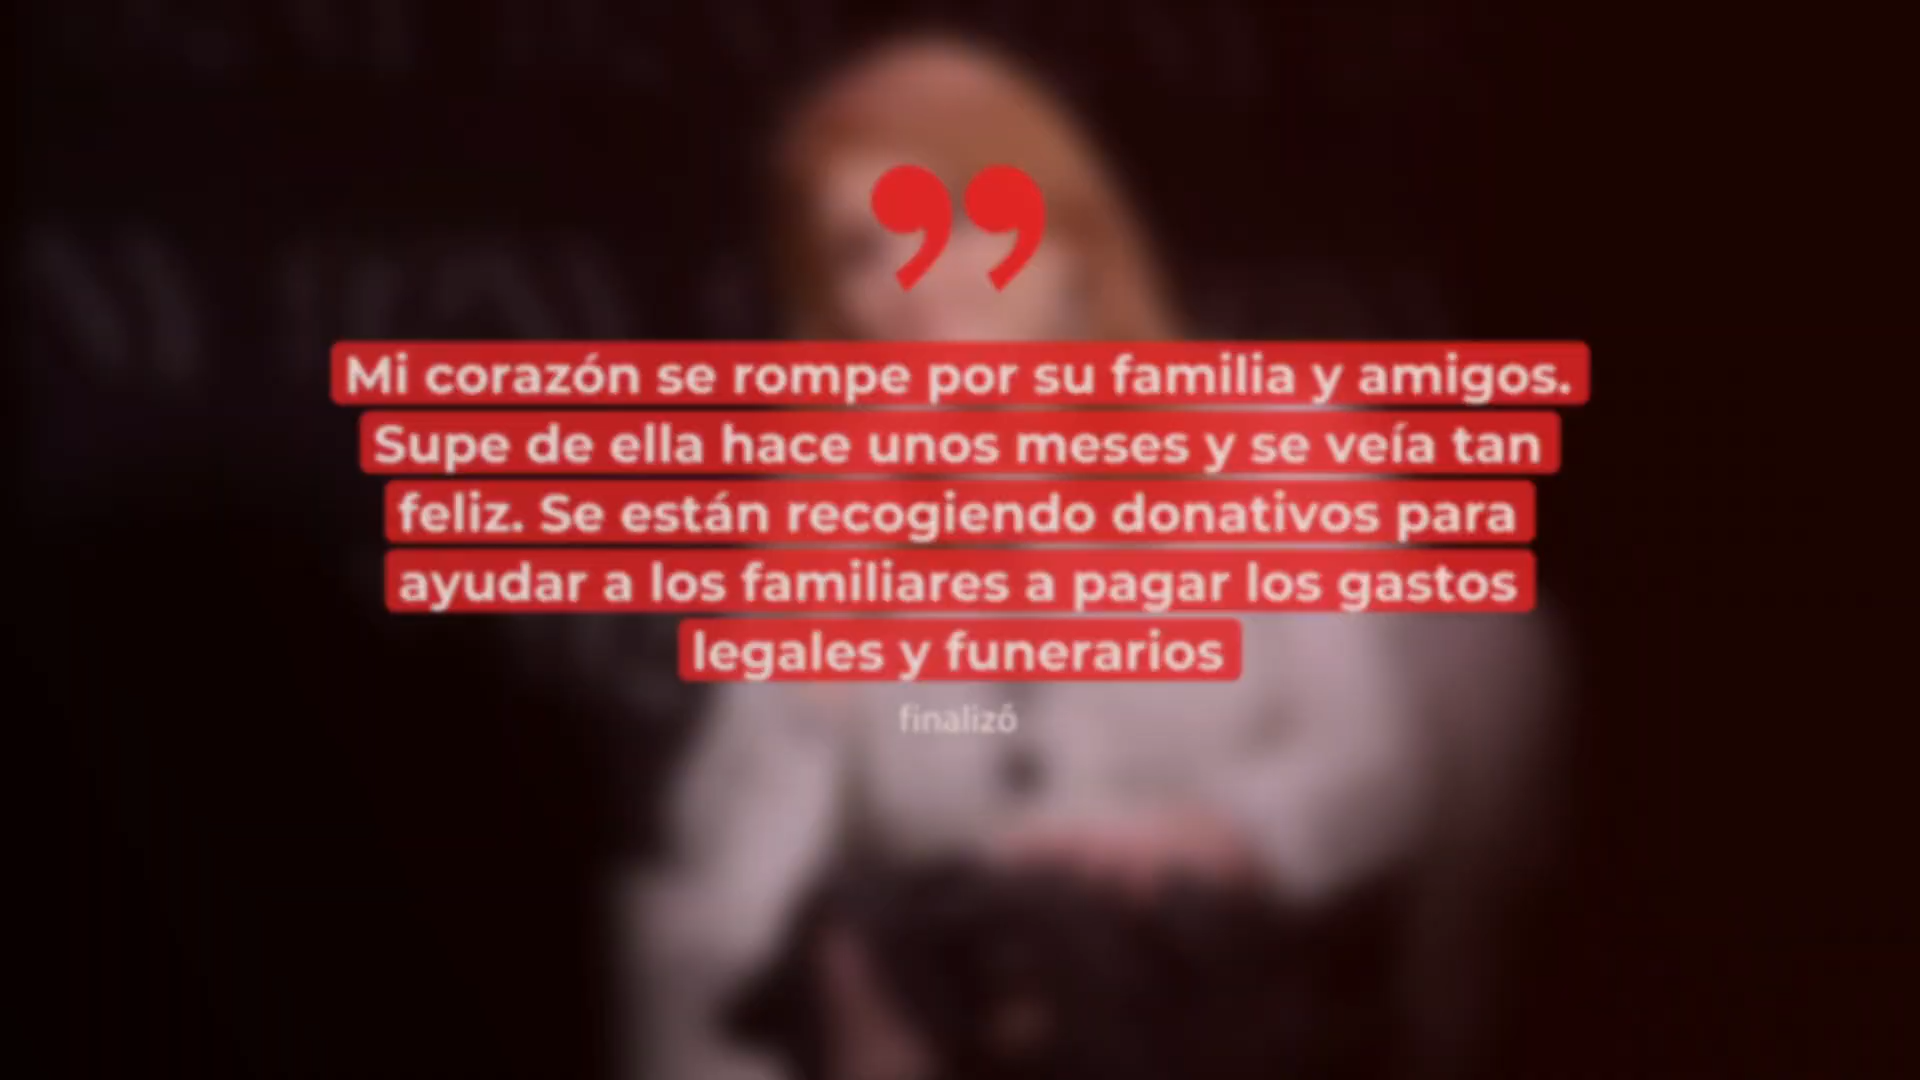 Mi corazón se rompe por su familia y amigos.
Supe de ella hace unos meses y se veía tan
feliz. Se están recogiendo donativos para
ayudar a los familiares a pagar los gastos
legales y funerarios
finalizó